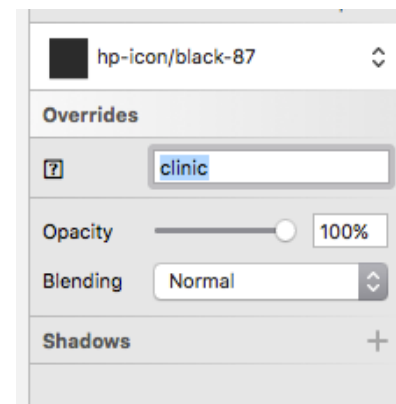 hp-icon/black-87
Overrides
? clinic
Opacity 100%
Blending Normal
Shadows +